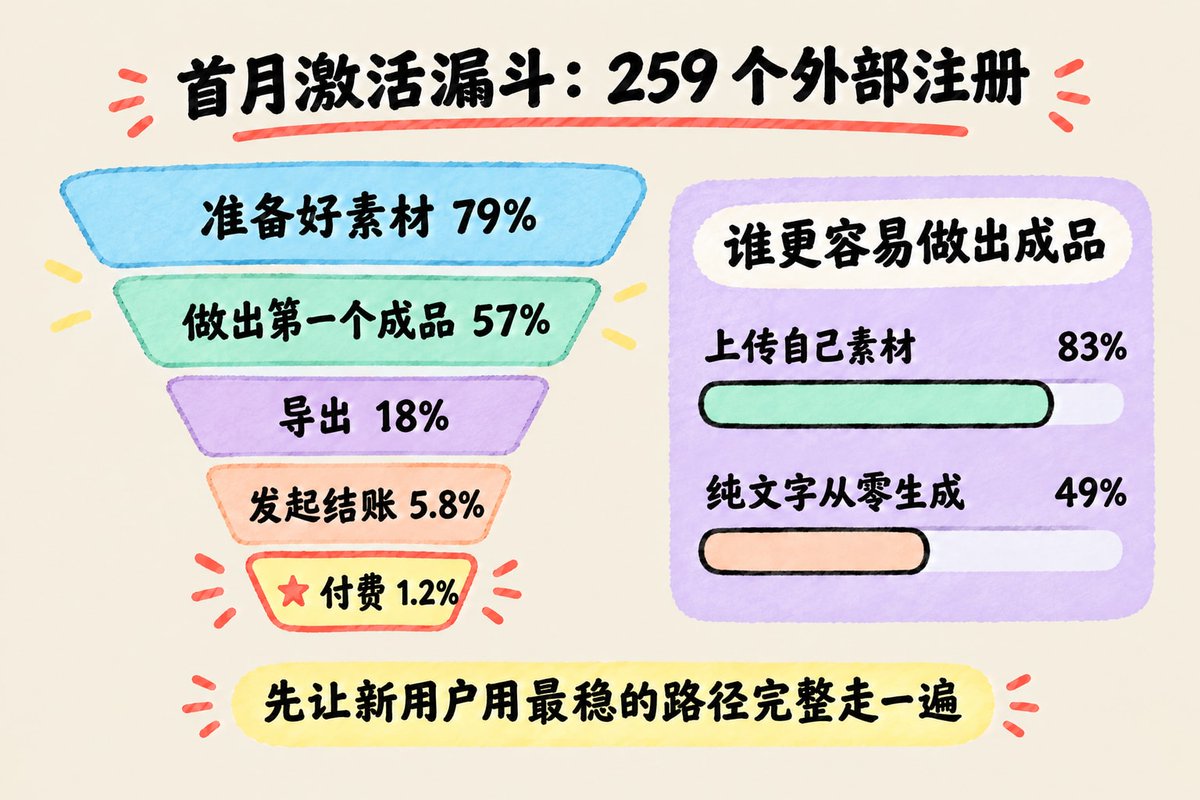 首月激活漏斗：259个外部注册
准备好素材 79%
做出第一个成品 57%
导出 18%
发起结账 5.8%
付费 1.2%
谁更容易做出成品
上传自己素材 83%
纯文字从零生成 49%
先让新用户用最稳的路径完整走一遍